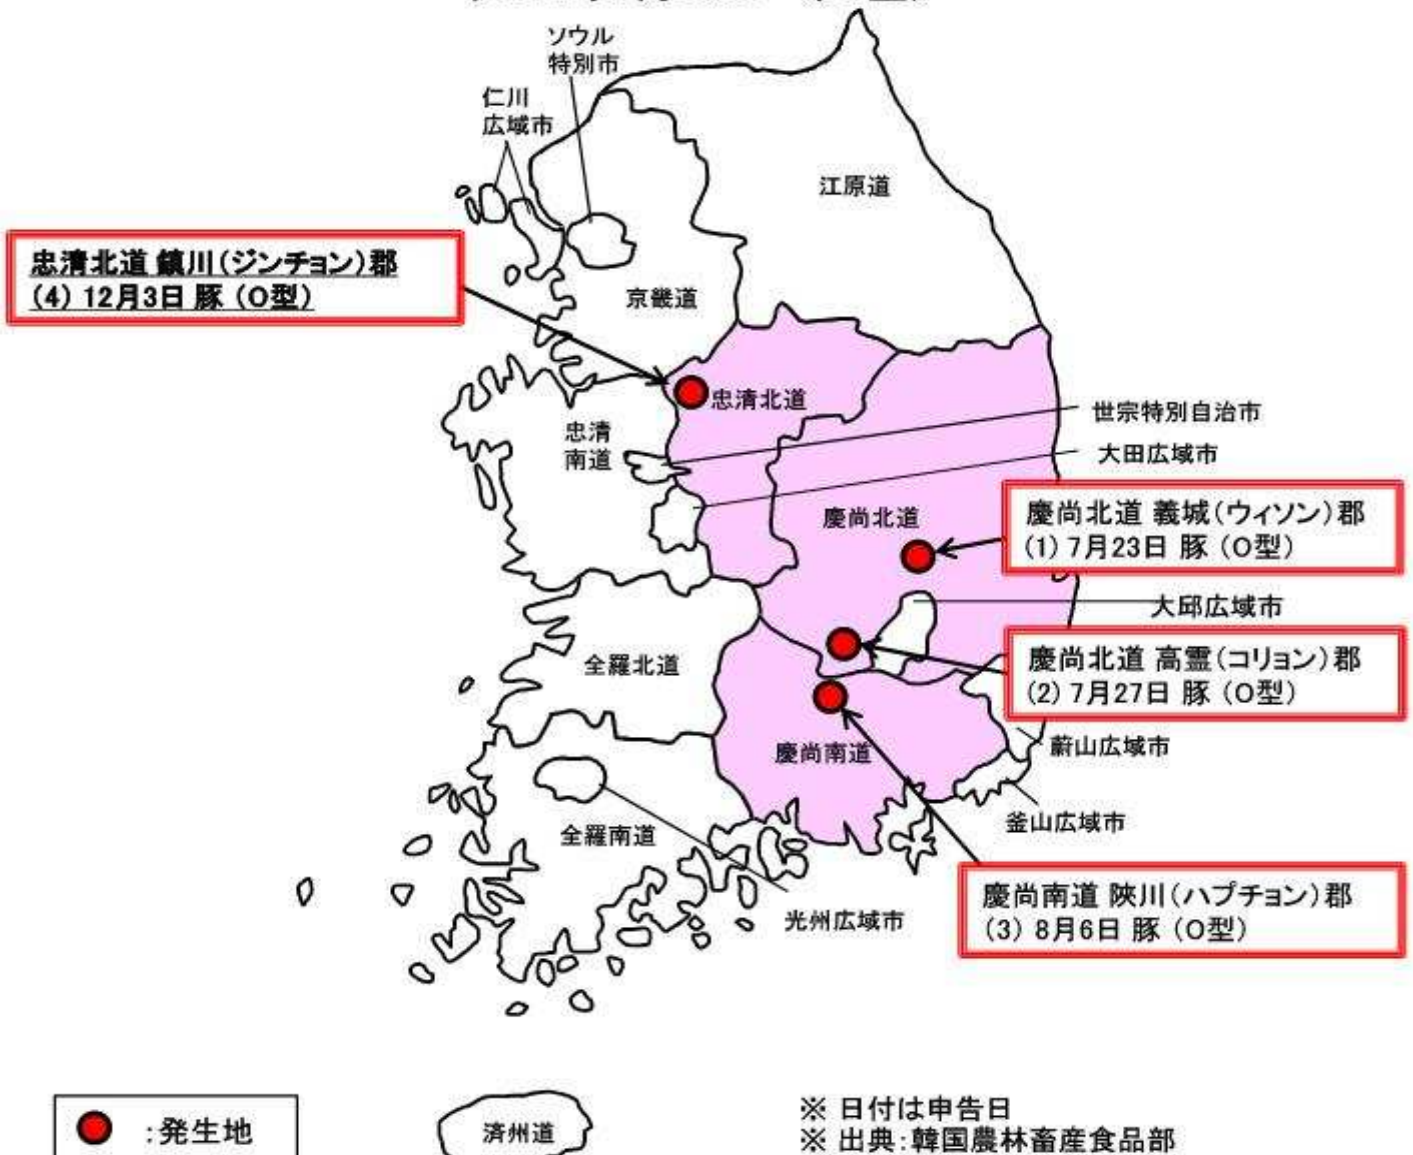 ソウル
特別市
仁川
広域市
江原道
忠清北道 鎮川(ジンチョン)郡
(4) 12月3日 豚 (O型)
京畿道
忠清北道
世宗特別自治市
忠清
南道
大田広域市
慶尚北道 義城(ウィソン)郡
(1) 7月23日 豚 (O型)
慶尚北道
大邱広域市
慶尚北道 高霊(コリョン)郡
(2) 7月27日 豚 (O型)
全羅北道
蔚山広域市
慶尚南道
釜山広域市
全羅南道
慶尚南道 陜川(ハプチョン)郡
(3) 8月6日 豚 (O型)
光州広域市
:発生地
済州道
※ 日付は申告日
※ 出典:韓国農林畜産食品部